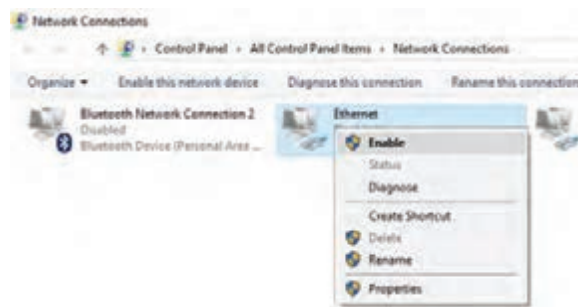 Network Connections
Control Panel › All Control Panel Items › Network Connections
Organize Enable this network device Diagnose this connection Rename this connection
Bluetooth Network Connection 2
Disabled
Bluetooth Device (Personal Area ...
Ethernet
Enable
Status
Diagnose
Create Shortcut
Delete
Rename
Properties